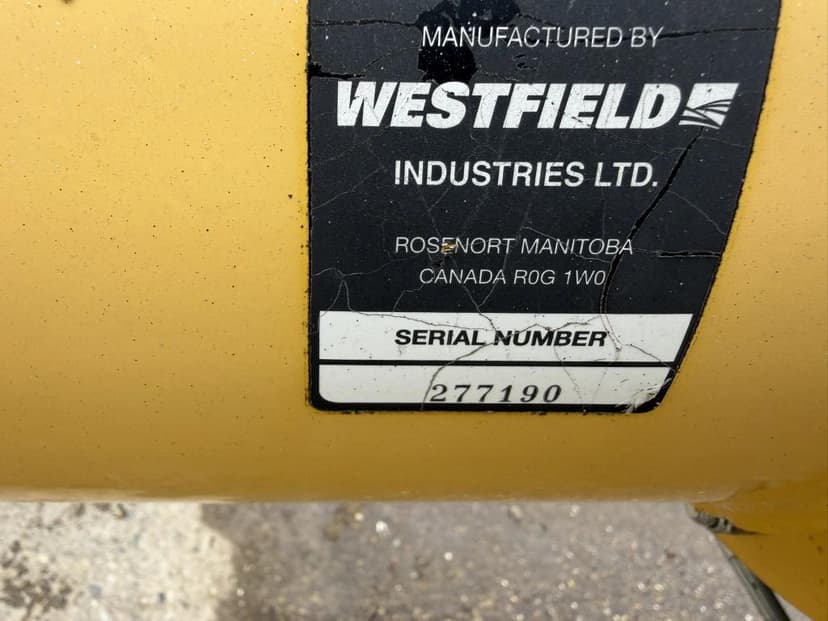 MANUFACTURED BY
WESTFIELD
INDUSTRIES LTD.
ROSENORT MANITOBA
CANADA R0G 1W0
SERIAL NUMBER
277190